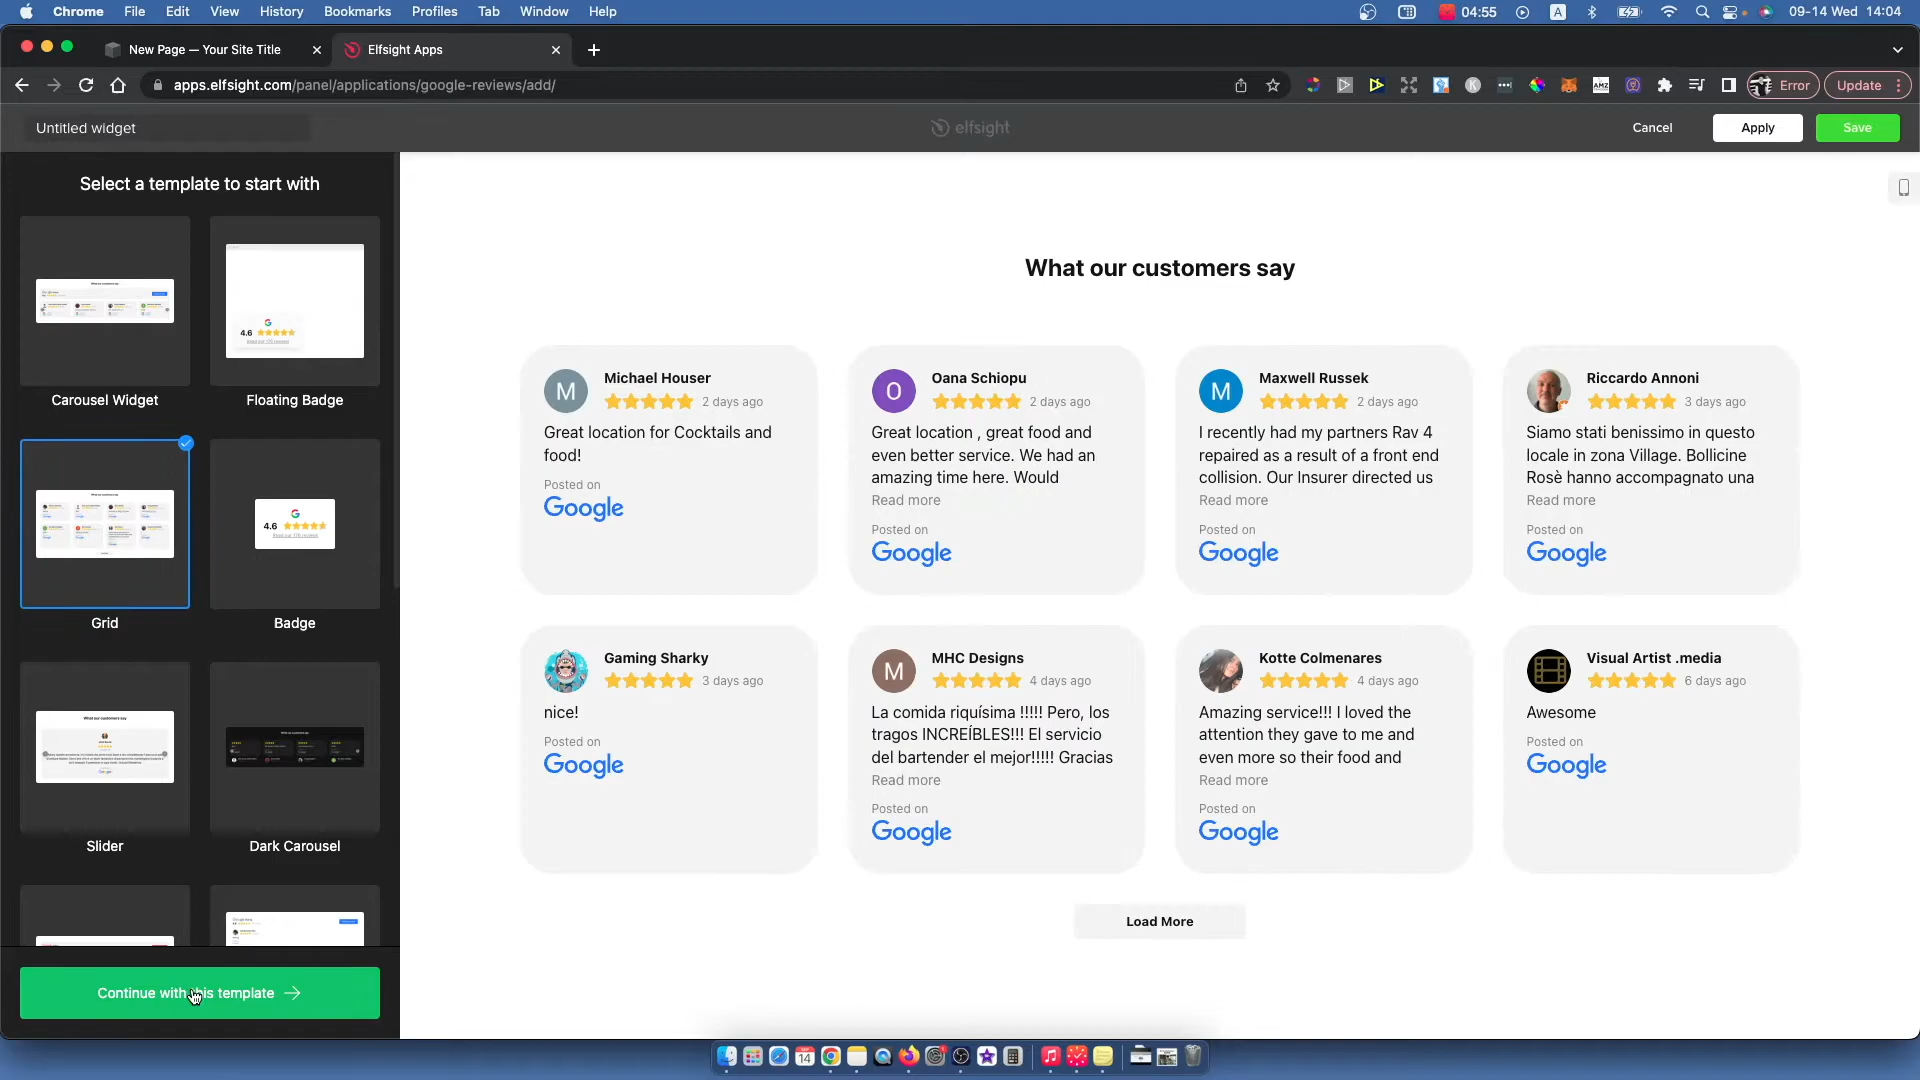 Chrome File Edit View History Bookmarks Profiles Tab Window Help 04:55 A 09-14 Wed 14:04
New Page — Your Site Title Elfsight Apps
apps.elfsight.com/panel/applications/google-reviews/add/ Error Update
Untitled widget elfsight Cancel Apply Save
Select a template to start with
4.6
Carousel Widget Floating Badge
4.6
Grid Badge
Slider Dark Carousel
Continue with this template
What our customers say
Michael Houser
2 days ago
Great location for Cocktails and
food!
Posted on
Google
Oana Schiopu
2 days ago
Great location , great food and
even better service. We had an
amazing time here. Would
Read more
Posted on
Google
M
Maxwell Russek
2 days ago
I recently had my partners Rav 4
repaired as a result of a front end
collision. Our Insurer directed us
Read more
Posted on
Google
Riccardo Annoni
3 days ago
Siamo stati benissimo in questo
locale in zona Village. Bollicine
Rosè hanno accompagnato una
Read more
Posted on
Google
Gaming Sharky
3 days ago
nice!
Posted on
Google
M
MHC Designs
4 days ago
La comida riquísima !!!!! Pero, los
tragos INCREÍBLES!!! El servicio
del bartender el mejor!!!!! Gracias
Read more
Posted on
Google
Kotte Colmenares
4 days ago
Amazing service!!! I loved the
attention they gave to me and
even more so their food and
Read more
Posted on
Google
Visual Artist .media
6 days ago
Awesome
Posted on
Google
Load More